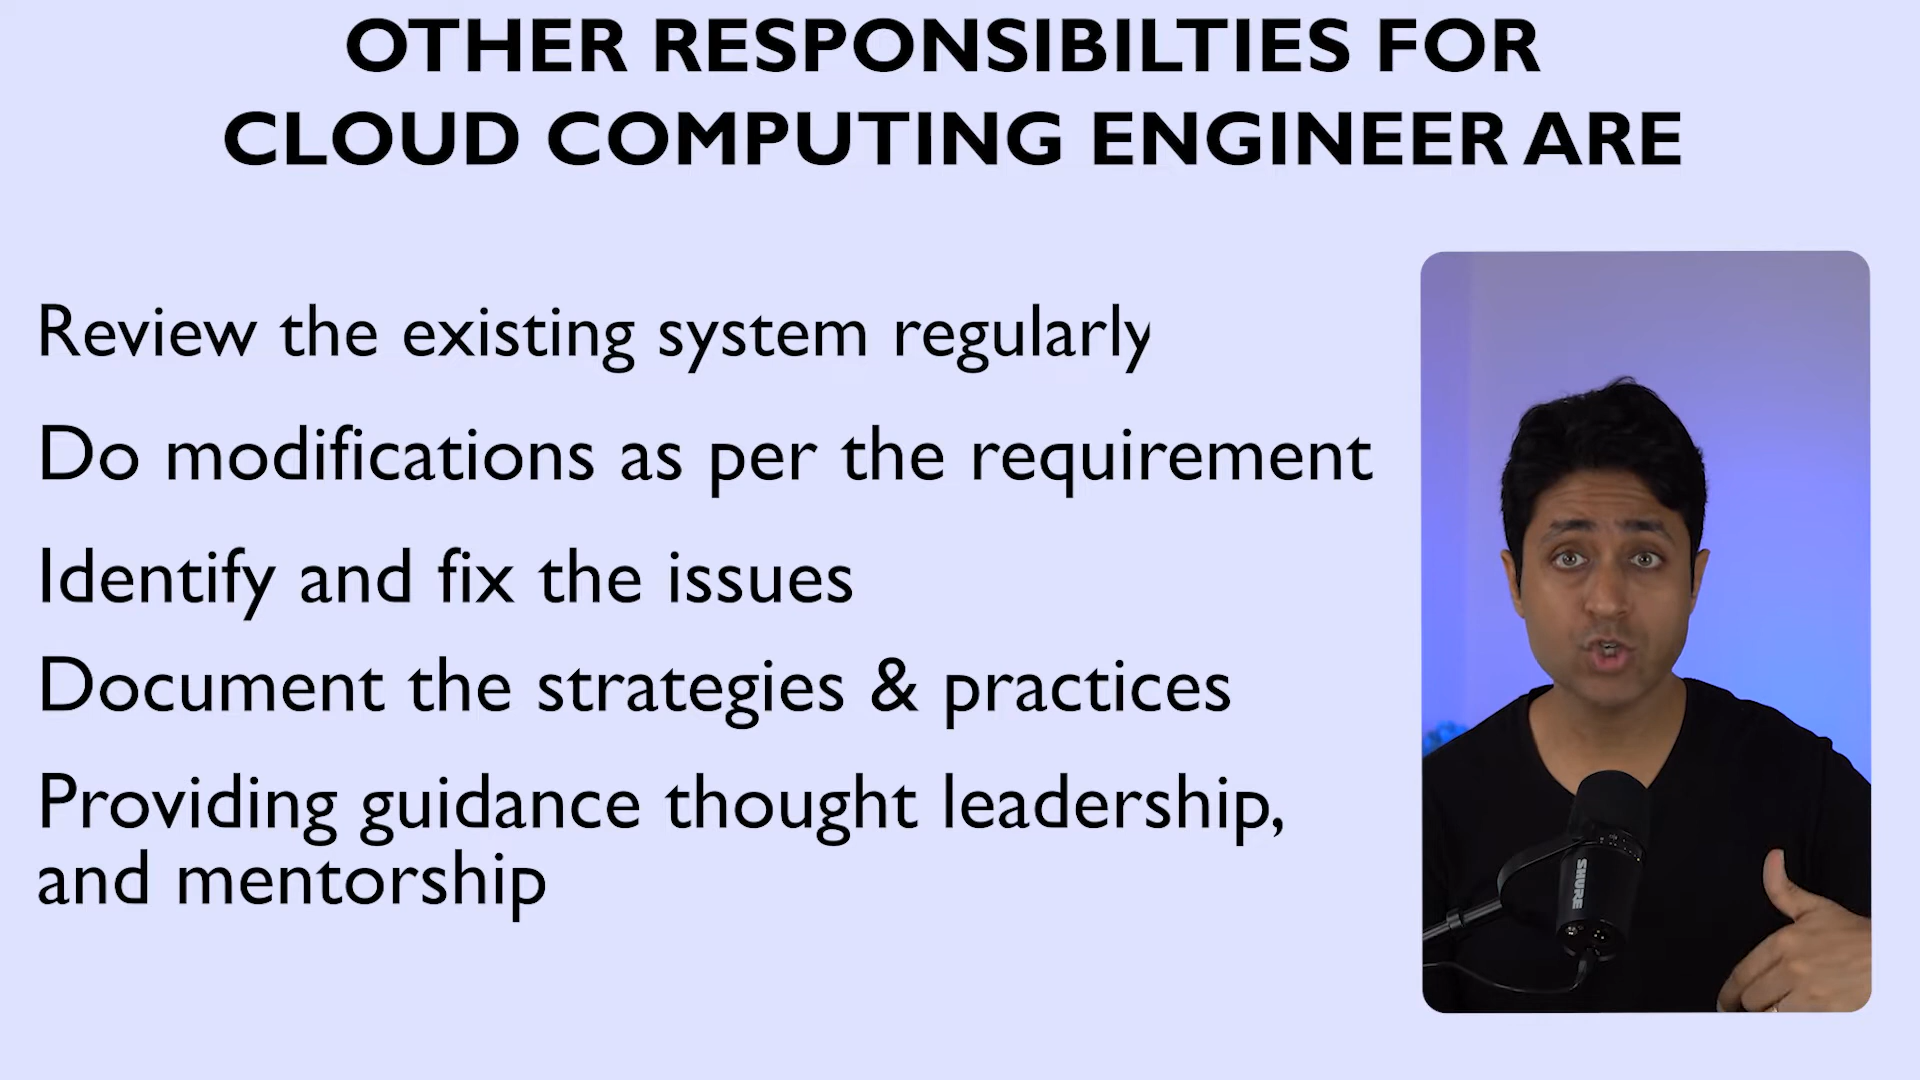 OTHER RESPONSIBILTIES FOR
CLOUD COMPUTING ENGINEER ARE
Review the existing system regularly
Do modifications as per the requirement
Identify and fix the issues
Document the strategies & practices
Providing guidance thought leadership,
and mentorship
SHURE